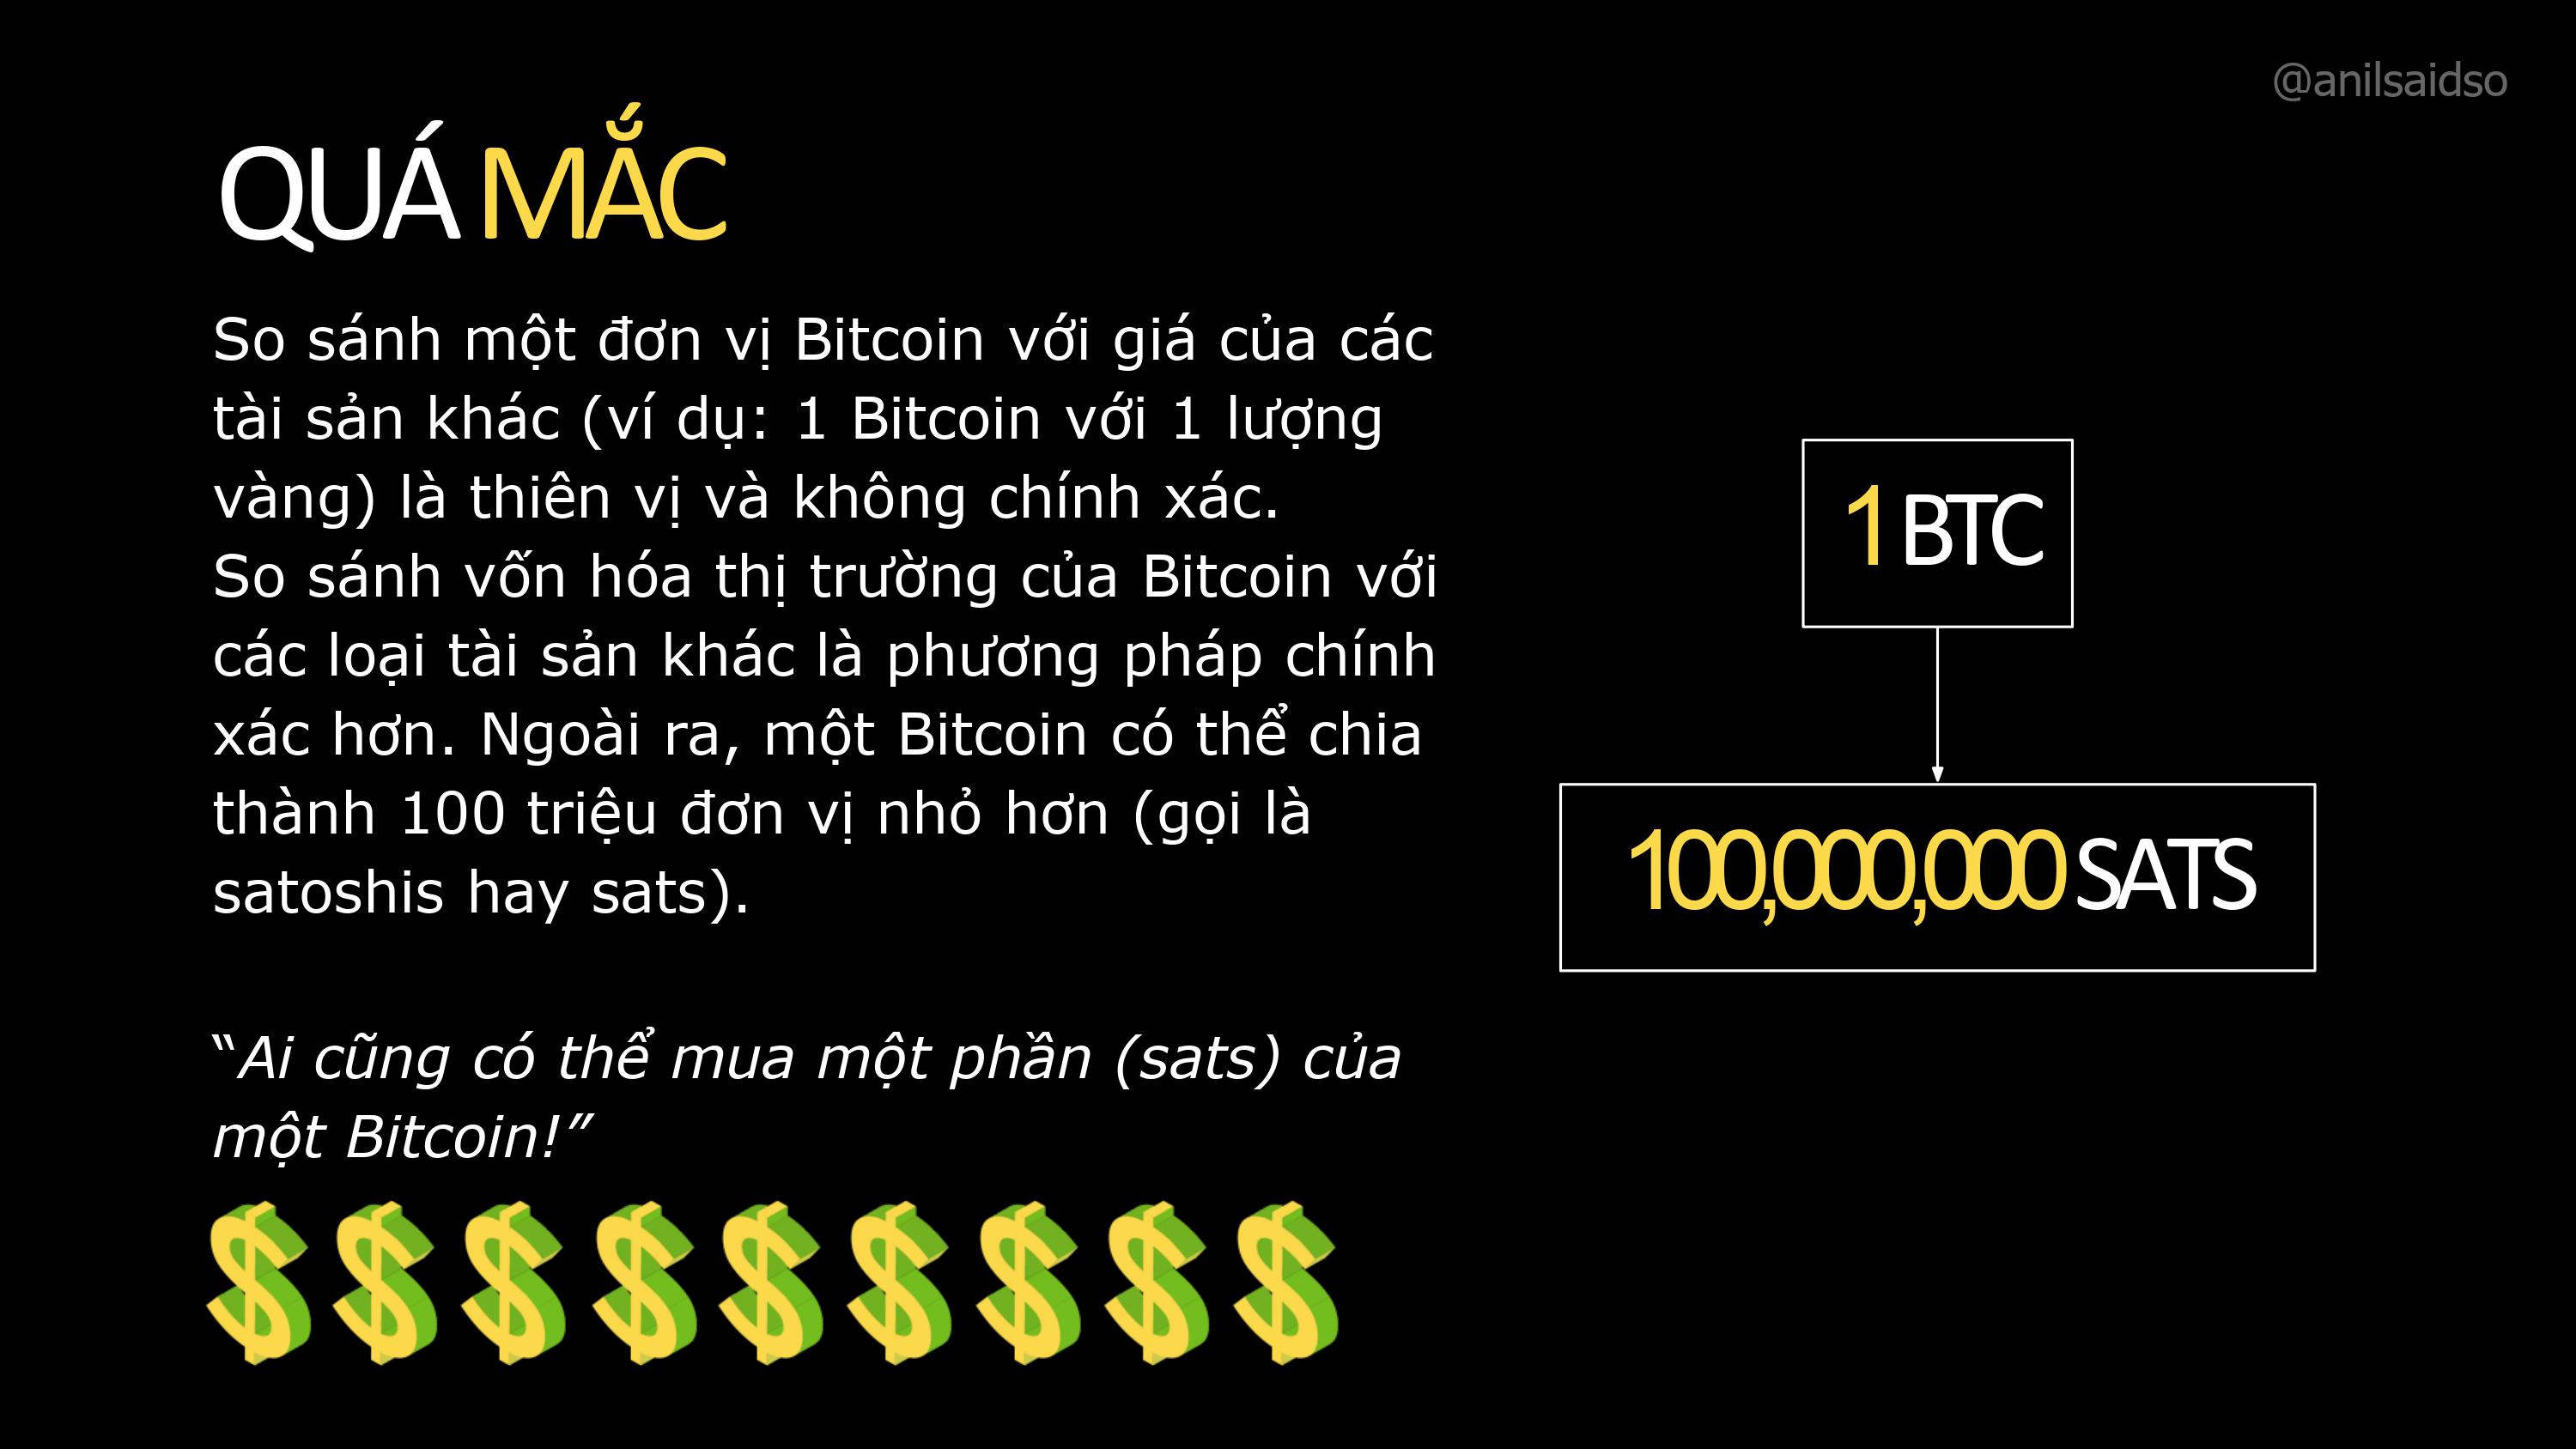 @anilsaidso
QUÁ MẮC
So sánh một đơn vị Bitcoin với giá của các
tài sản khác (ví dụ: 1 Bitcoin với 1 lượng
vàng) là thiên vị và không chính xác.
So sánh vốn hóa thị trường của Bitcoin với
các loại tài sản khác là phương pháp chính
xác hơn. Ngoài ra, một Bitcoin có thể chia
thành 100 triệu đơn vị nhỏ hơn (gọi là
satoshis hay sats).
“Ai cũng có thể mua một phần (sats) của
một Bitcoin!”
1 BTC
100,000,000 SATS